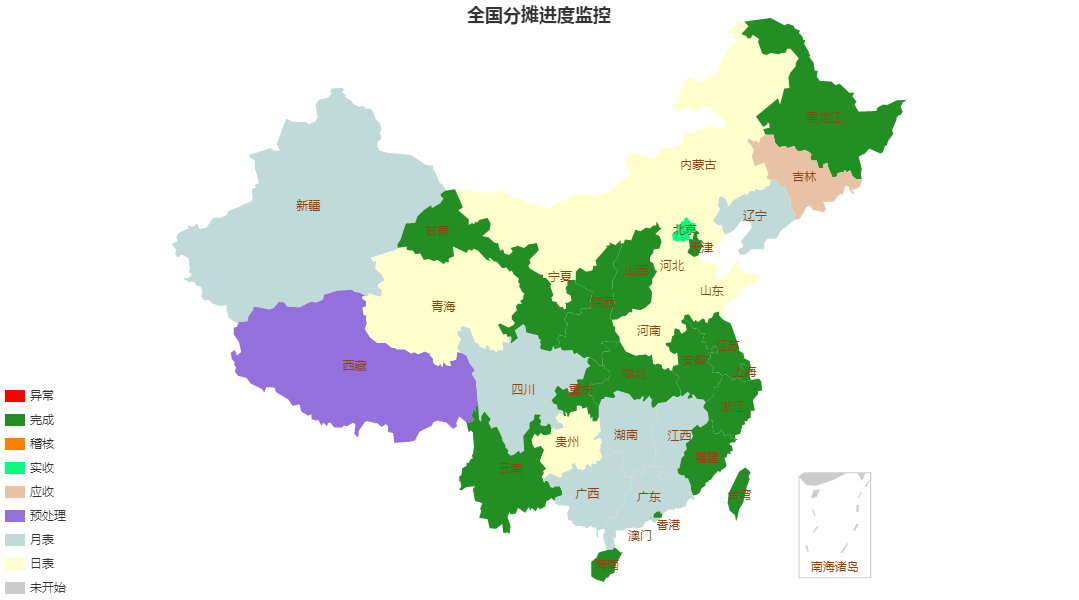 全国分摊进度监控
黑龙江
内蒙古
吉林
新疆
辽宁
甘肃
北京
天津
山西
河北
宁夏
山东
青海
陕西
河南
江苏
安徽
西藏
上海
湖北
四川
重庆
浙江
湖南
江西
贵州
福建
云南
广西
广东
台湾
香港
澳门
海南
南海诸岛
异常
完成
稽核
实收
应收
预处理
月表
日表
未开始